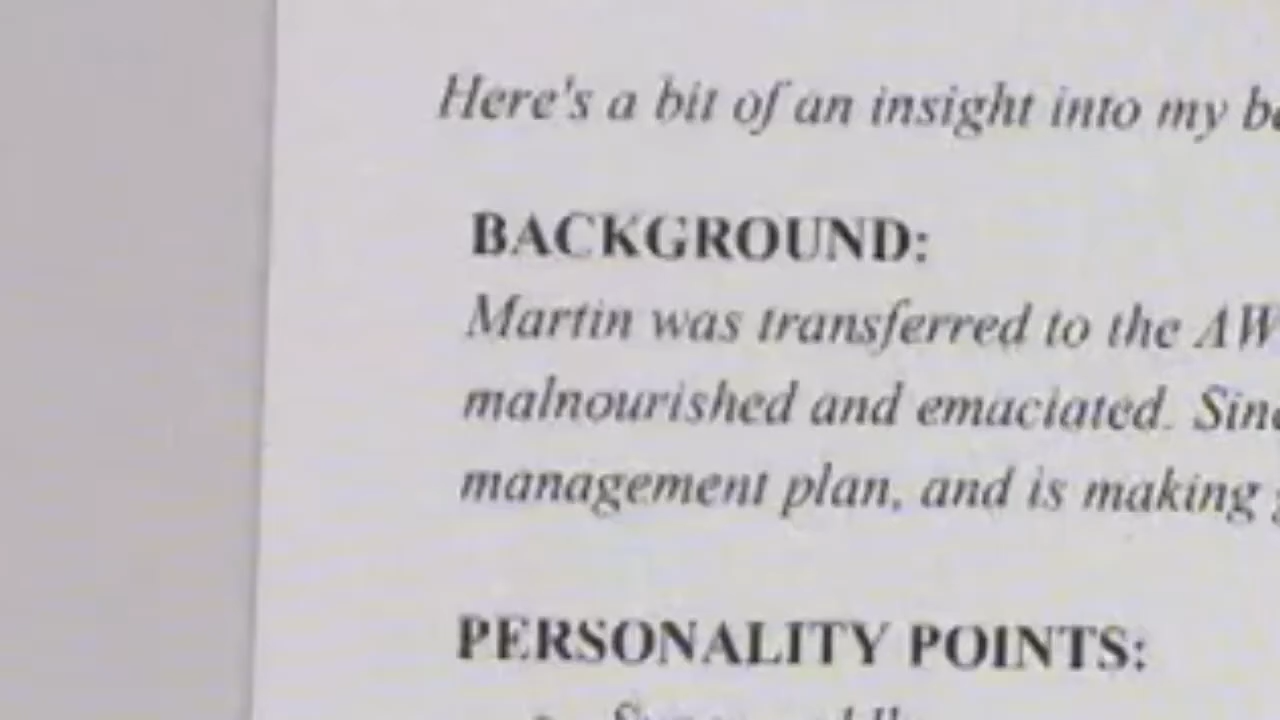 Here's a bit of an insight into my
BACKGROUND:
Martin was transferred to the AW
malnourished and emaciated.
management plan, and is making
PERSONALITY POINTS: